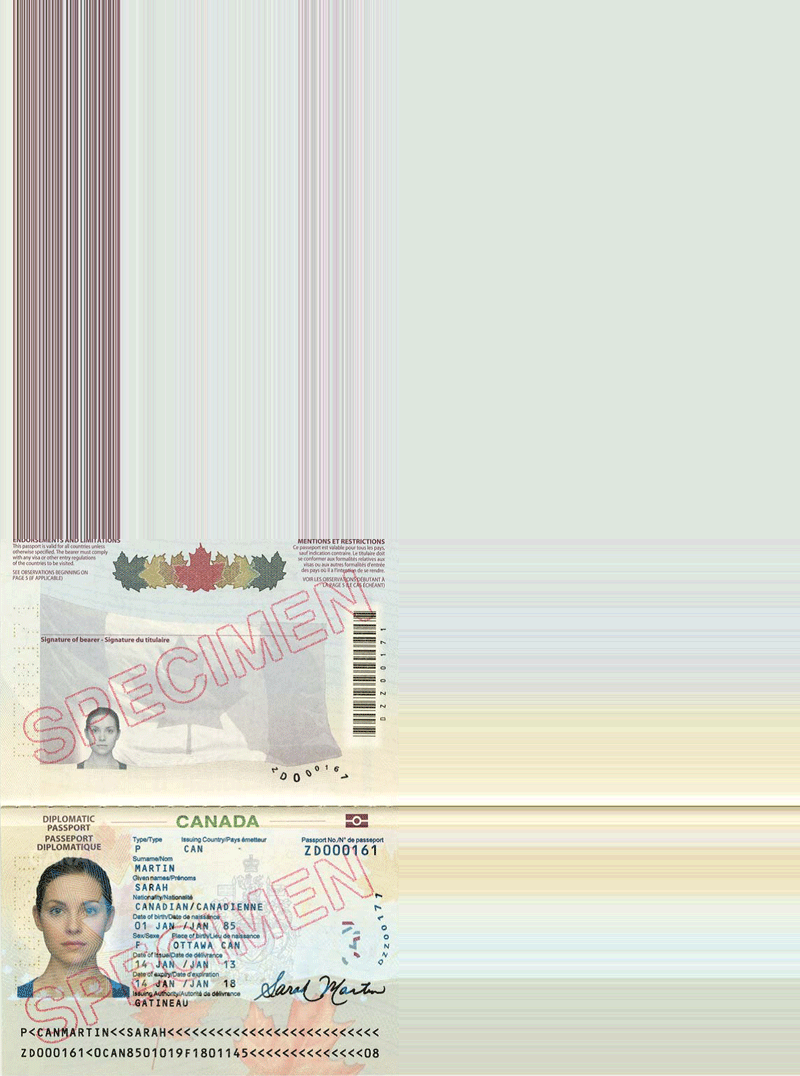 ENDORSEMENTS AND LIMITATIONS
This passport is valid for all countries unless
otherwise specified. The bearer must comply
with any visa or other entry regulations
of the countries to be visited.
SEE OBSERVATIONS BEGINNING ON
PAGE 5 (IF APPLICABLE)
MENTIONS ET RESTRICTIONS
Ce passeport est valable pour tous les pays,
sauf indication contraire. Le titulaire doit
se conformer aux formalités relatives aux
visas ou aux autres formalités d'entrée
des pays où il a l'intention de se rendre.
VOIR LES OBSERVATIONS DÉBUTANT À
LA PAGE 5 (LE CAS ÉCHÉANT)
SPECIMEN
Signature of bearer - Signature du titulaire
ZD000161
DIPLOMATIC
PASSPORT
PASSEPORT
DIPLOMATIQUE
CANADA
Type/Type Issuing Country/Pays émetteur Passport No./N° de passeport
P CAN ZD000161
Surname/Nom
MARTIN
Given names/Prénoms
SARAH
Nationality/Nationalité
CANADIAN/CANADIENNE
Date of birth/Date de naissance
01 JAN /JAN 85
Sex/Sexe Place of birth/Lieu de naissance
F OTTAWA CAN
Date of issue/Date de délivrance
14 JAN /JAN 13
Date of expiry/Date d'expiration
14 JAN /JAN 18
Issuing Authority/Autorité de délivrance
GATINEAU
Sarah Martin
SPECIMEN
P<CANMARTIN<<SARAH<<<<<<<<<<<<<<<<<<<<<<<<<<
ZD000161<0CAN8501019F1801145<<<<<<<<<<<<<<08